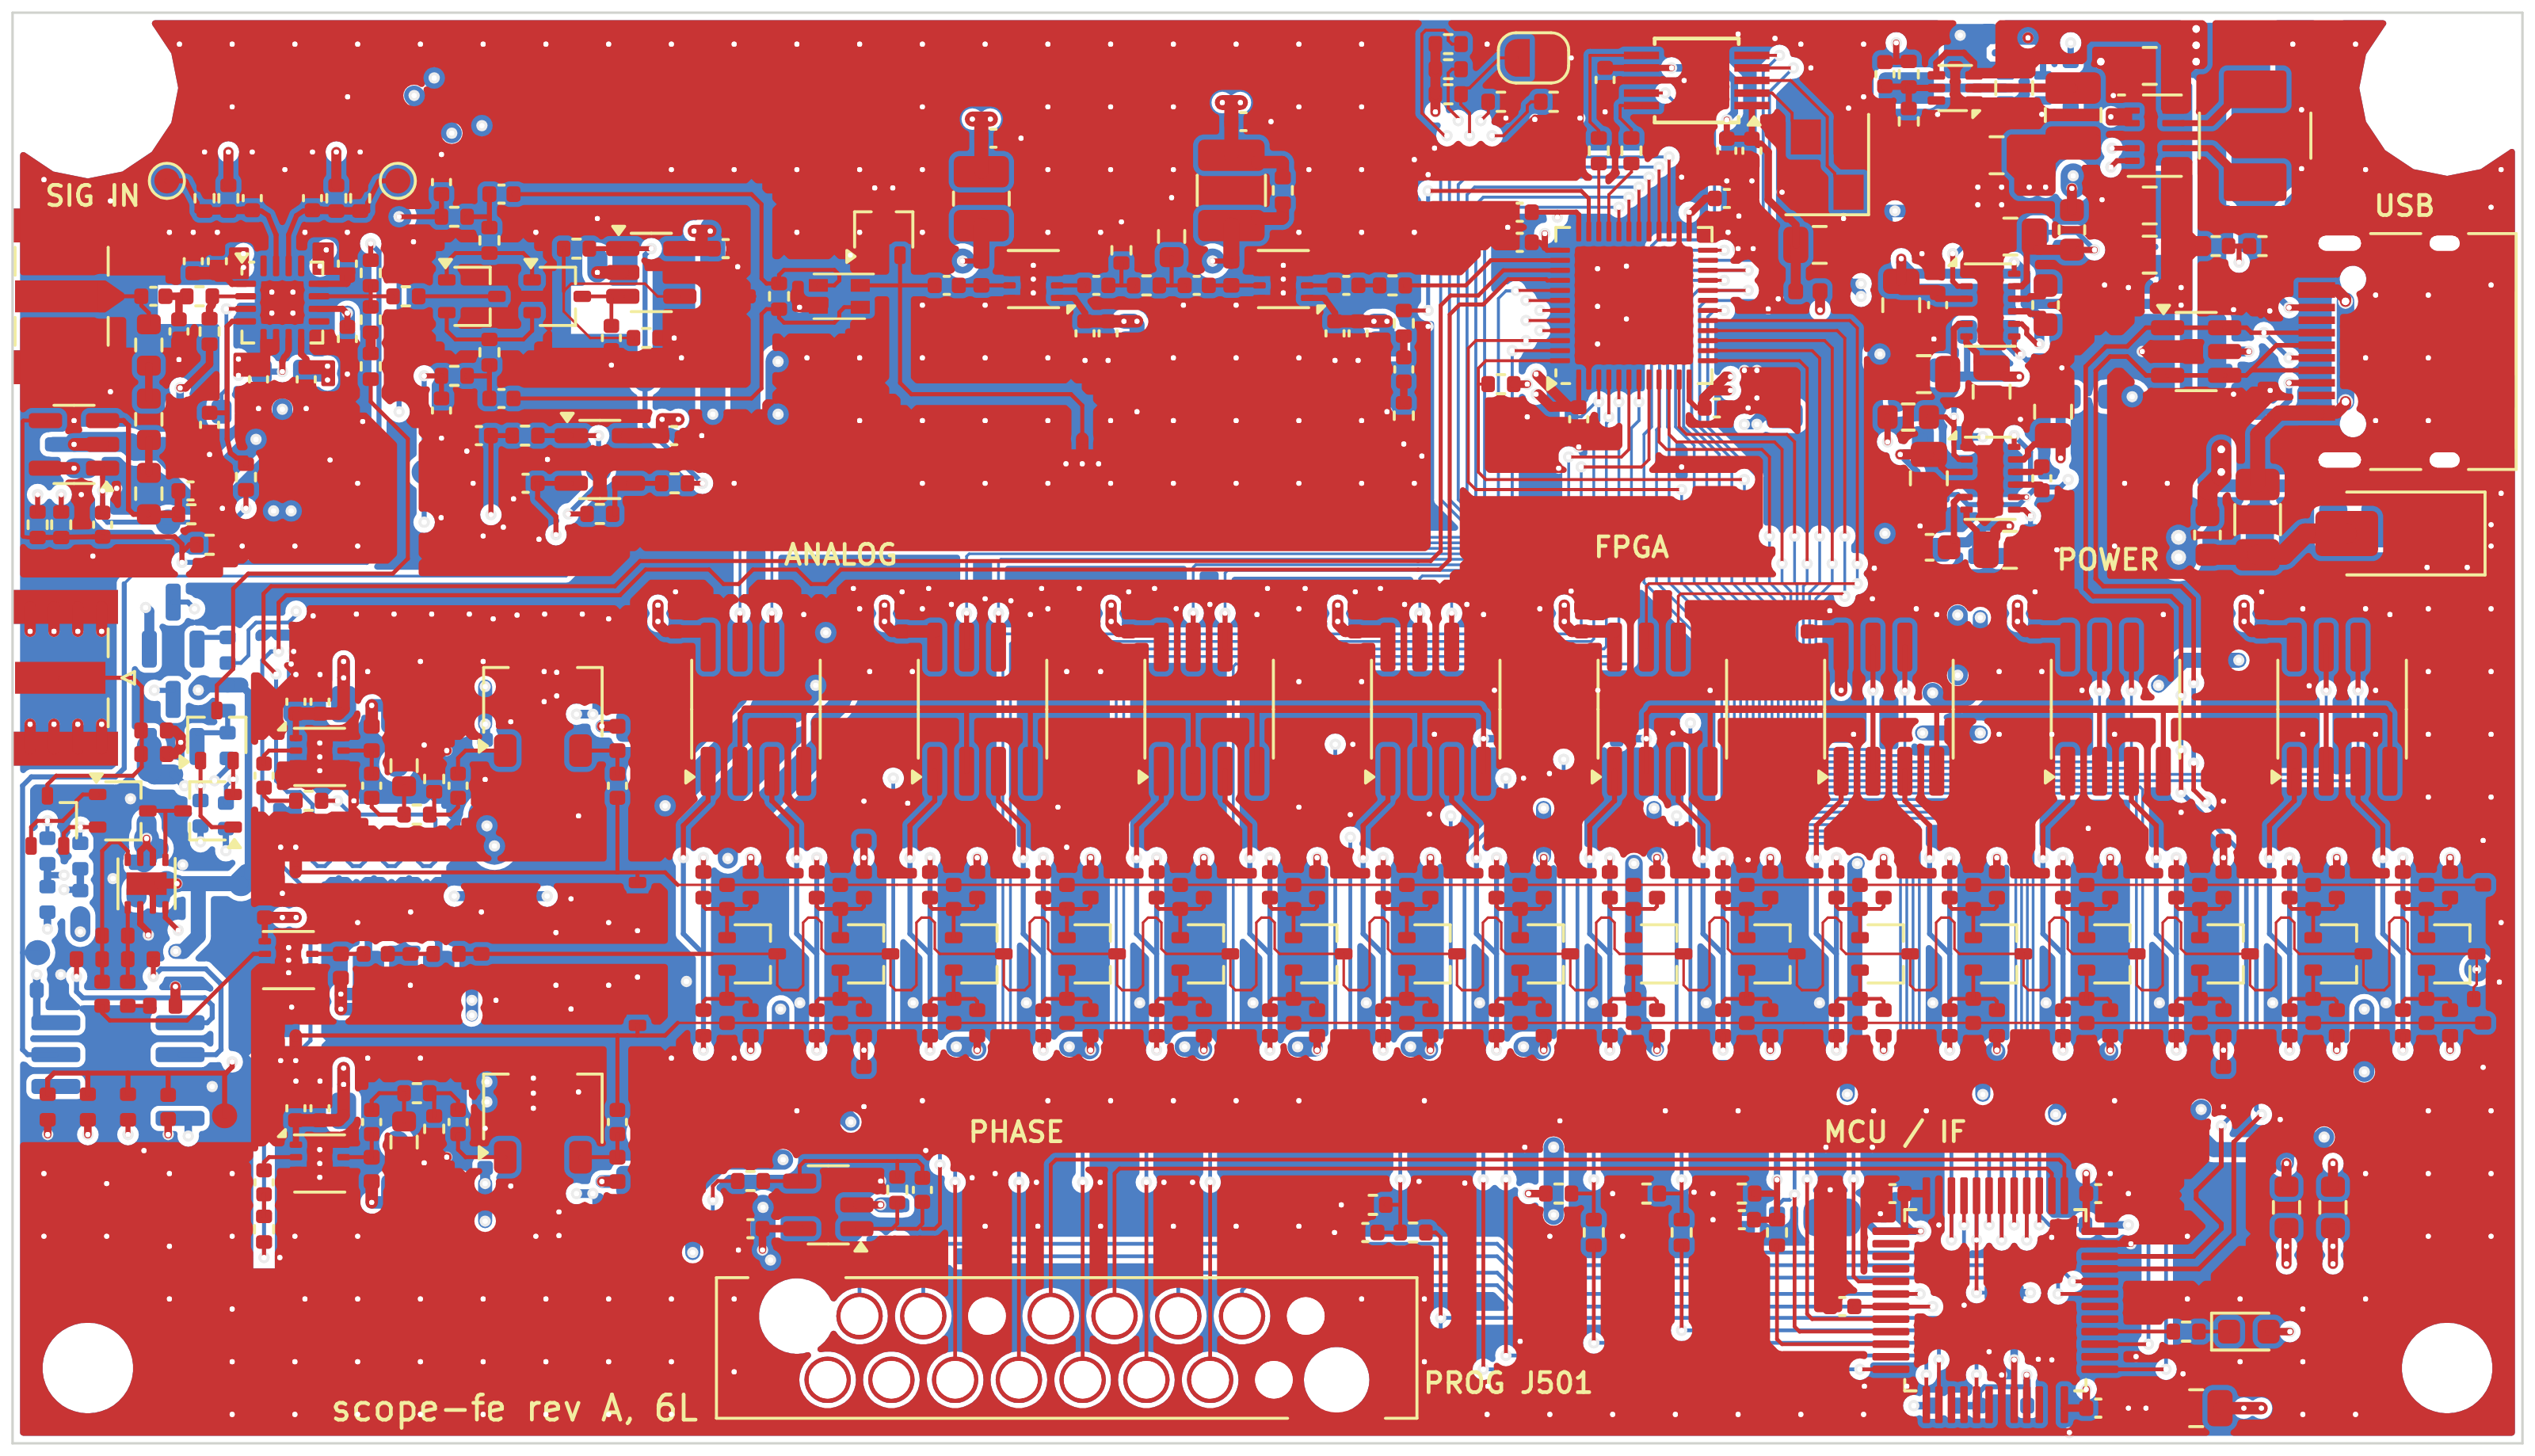 SIG IN
USB
ANALOG
FPGA
POWER
PHASE
MCU / IF
PROG J501
scope-fe rev A, 6L